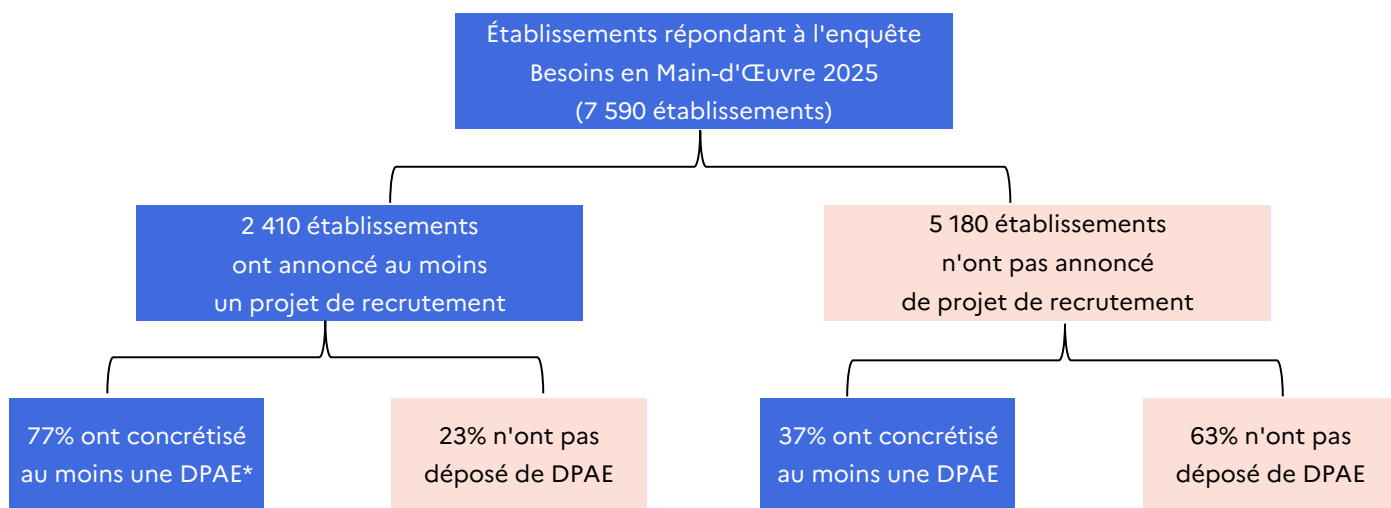 Établissements répondant à l'enquête
Besoins en Main-d'Œuvre 2025
(7 590 établissements)
2 410 établissements
ont annoncé au moins
un projet de recrutement
5 180 établissements
n'ont pas annoncé
de projet de recrutement
77% ont concrétisé
au moins une DPAE*
23% n'ont pas
déposé de DPAE
37% ont concrétisé
au moins une DPAE
63% n'ont pas
déposé de DPAE